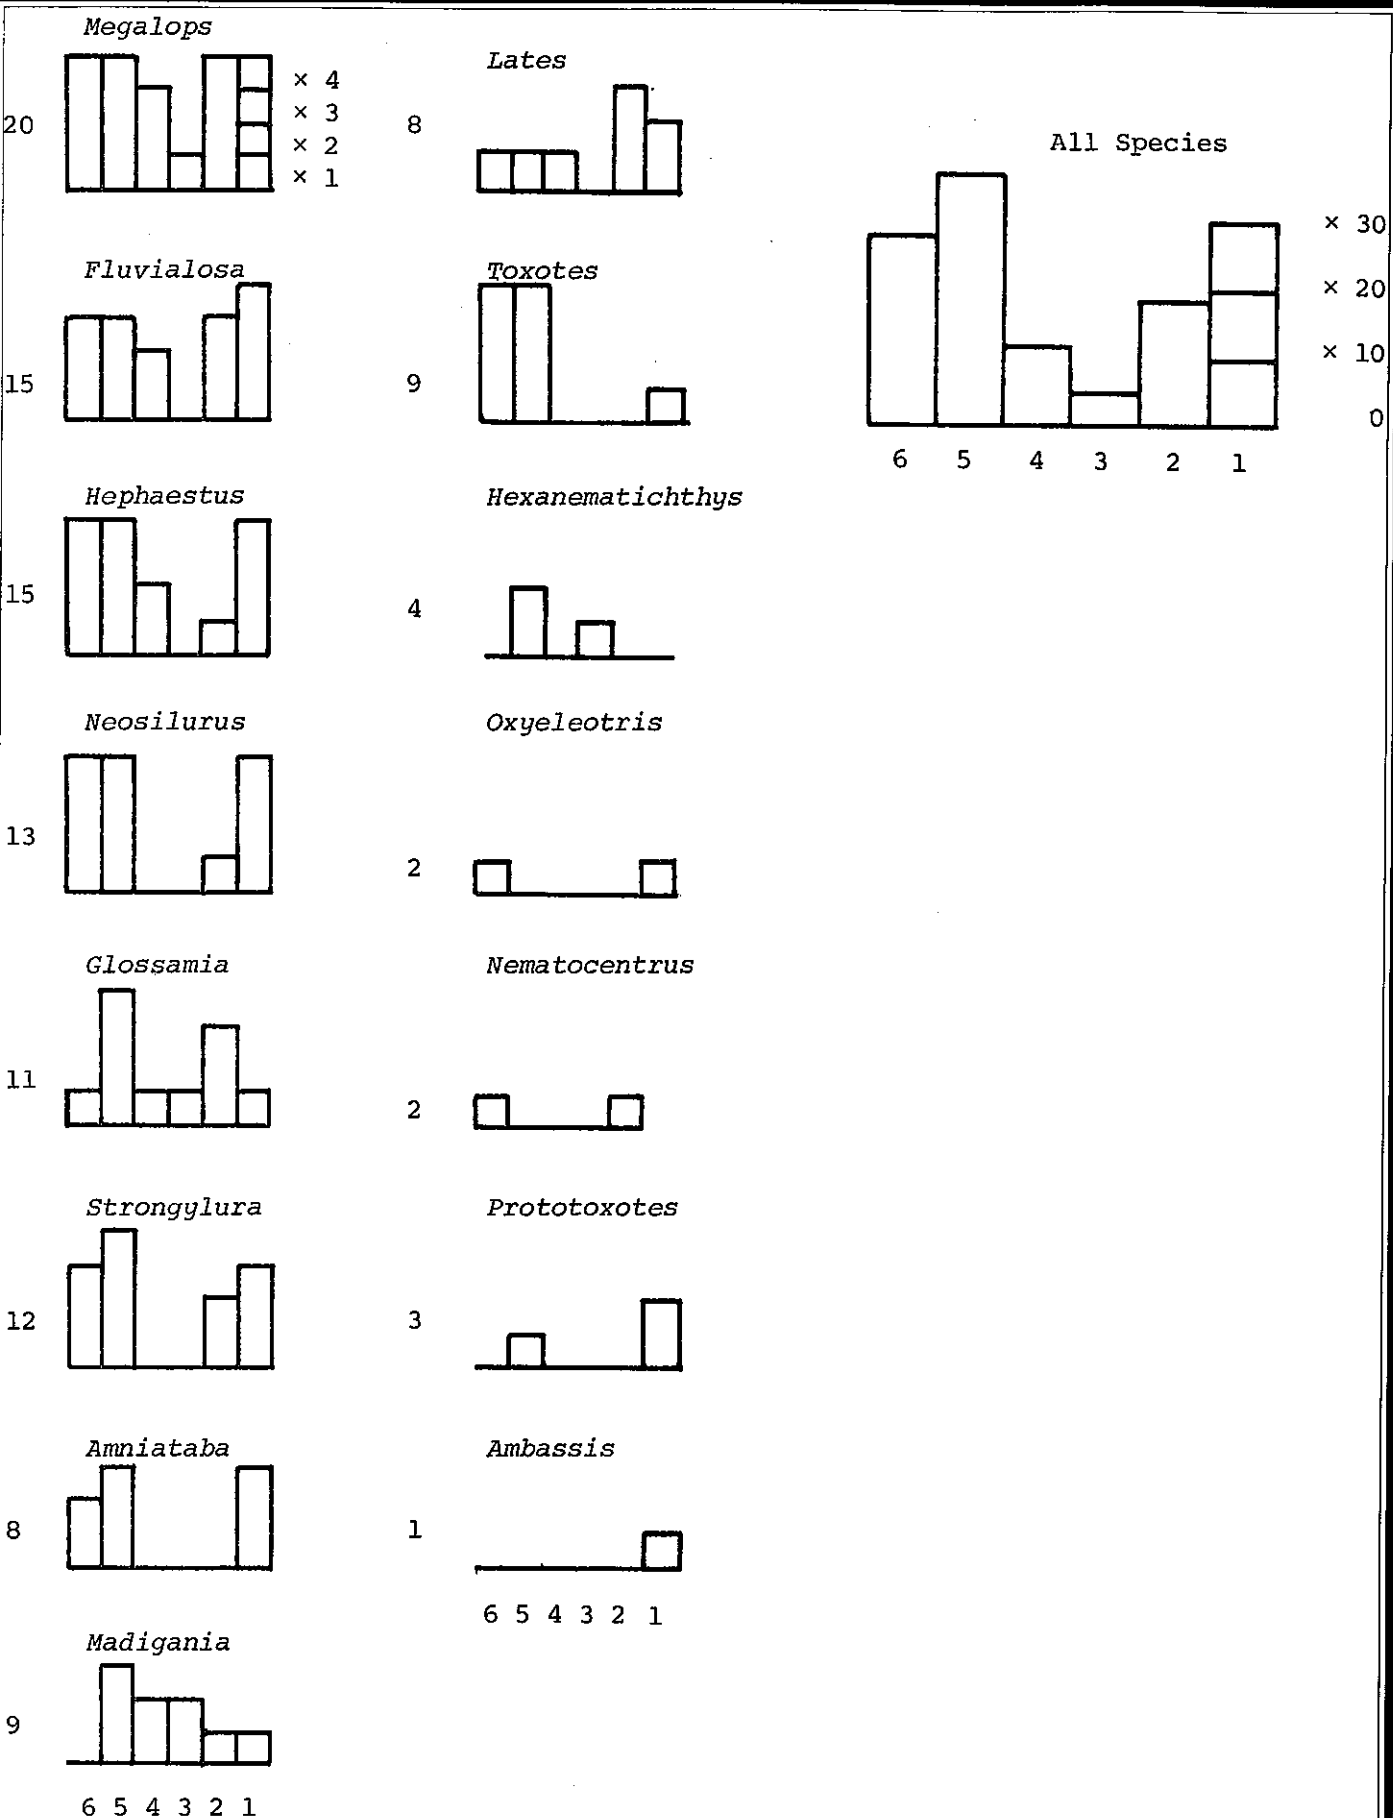 Megalops
20
× 4
× 3
× 2
× 1
Fluvialosa
15
Hephaestus
15
Neosilurus
13
Glossamia
11
Strongylura
12
Amniataba
8
Madigania
9
6 5 4 3 2 1
Lates
8
Toxotes
9
Hexanematichthys
4
Oxyeleotris
2
Nematocentrus
2
Prototoxotes
3
Ambassis
1
6 5 4 3 2 1
All Species
× 30
× 20
× 10
0
6 5 4 3 2 1